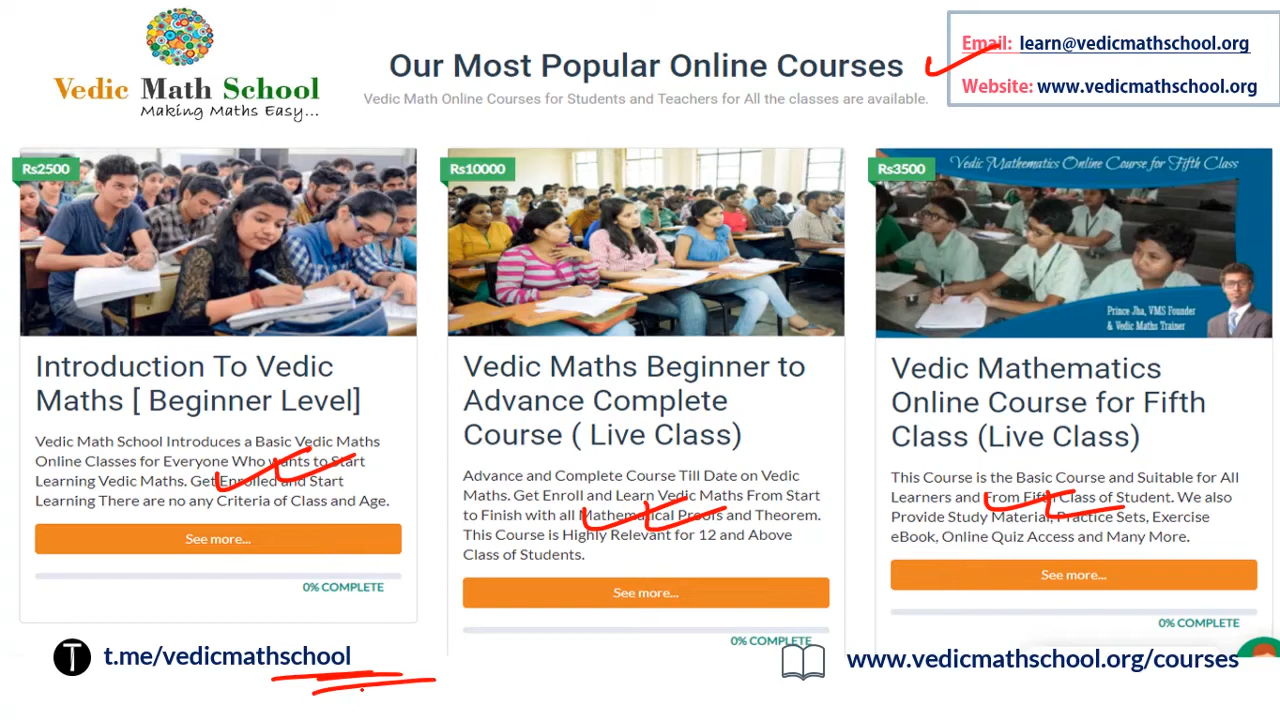 Vedic Math School
Making Maths Easy...
Our Most Popular Online Courses
Vedic Math Online Courses for Students and Teachers for All the classes are available.
Email: learn@vedicmathschool.org
Website: www.vedicmathschool.org
Rs2500
Introduction To Vedic
Maths [ Beginner Level]
Vedic Math School Introduces a Basic Vedic Maths
Online Classes for Everyone Who wants to Start
Learning Vedic Maths. Get Enrolled and Start
Learning There are no any Criteria of Class and Age.
See more...
0% COMPLETE
Rs10000
Vedic Maths Beginner to
Advance Complete
Course ( Live Class)
Advance and Complete Course Till Date on Vedic
Maths. Get Enroll and Learn Vedic Maths From Start
to Finish with all Mathematical Proofs and Theorem.
This Course is Highly Relevant for 12 and Above
Class of Students.
See more...
0% COMPLETE
Rs3500
Vedic Mathematics Online Course for Fifth Class
Prince Jha, VMS Founder
& Vedic Maths Trainer
Vedic Mathematics
Online Course for Fifth
Class (Live Class)
This Course is the Basic Course and Suitable for All
Learners and From Fifth Class of Student. We also
Provide Study Material, Practice Sets, Exercise
eBook, Online Quiz Access and Many More.
See more...
0% COMPLETE
T t.me/vedicmathschool
www.vedicmathschool.org/courses